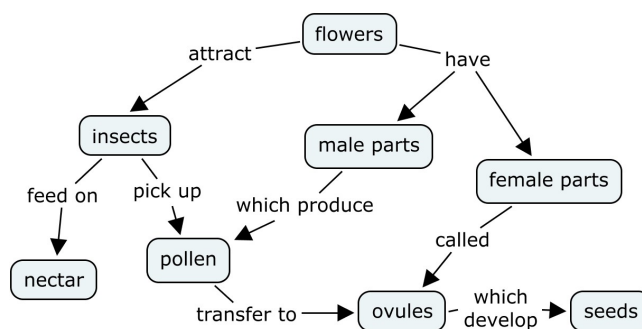 flowers
attract
have
insects
male parts
female parts
feed on
pick up
which produce
called
nectar
pollen
transfer to
ovules
which
develop
seeds